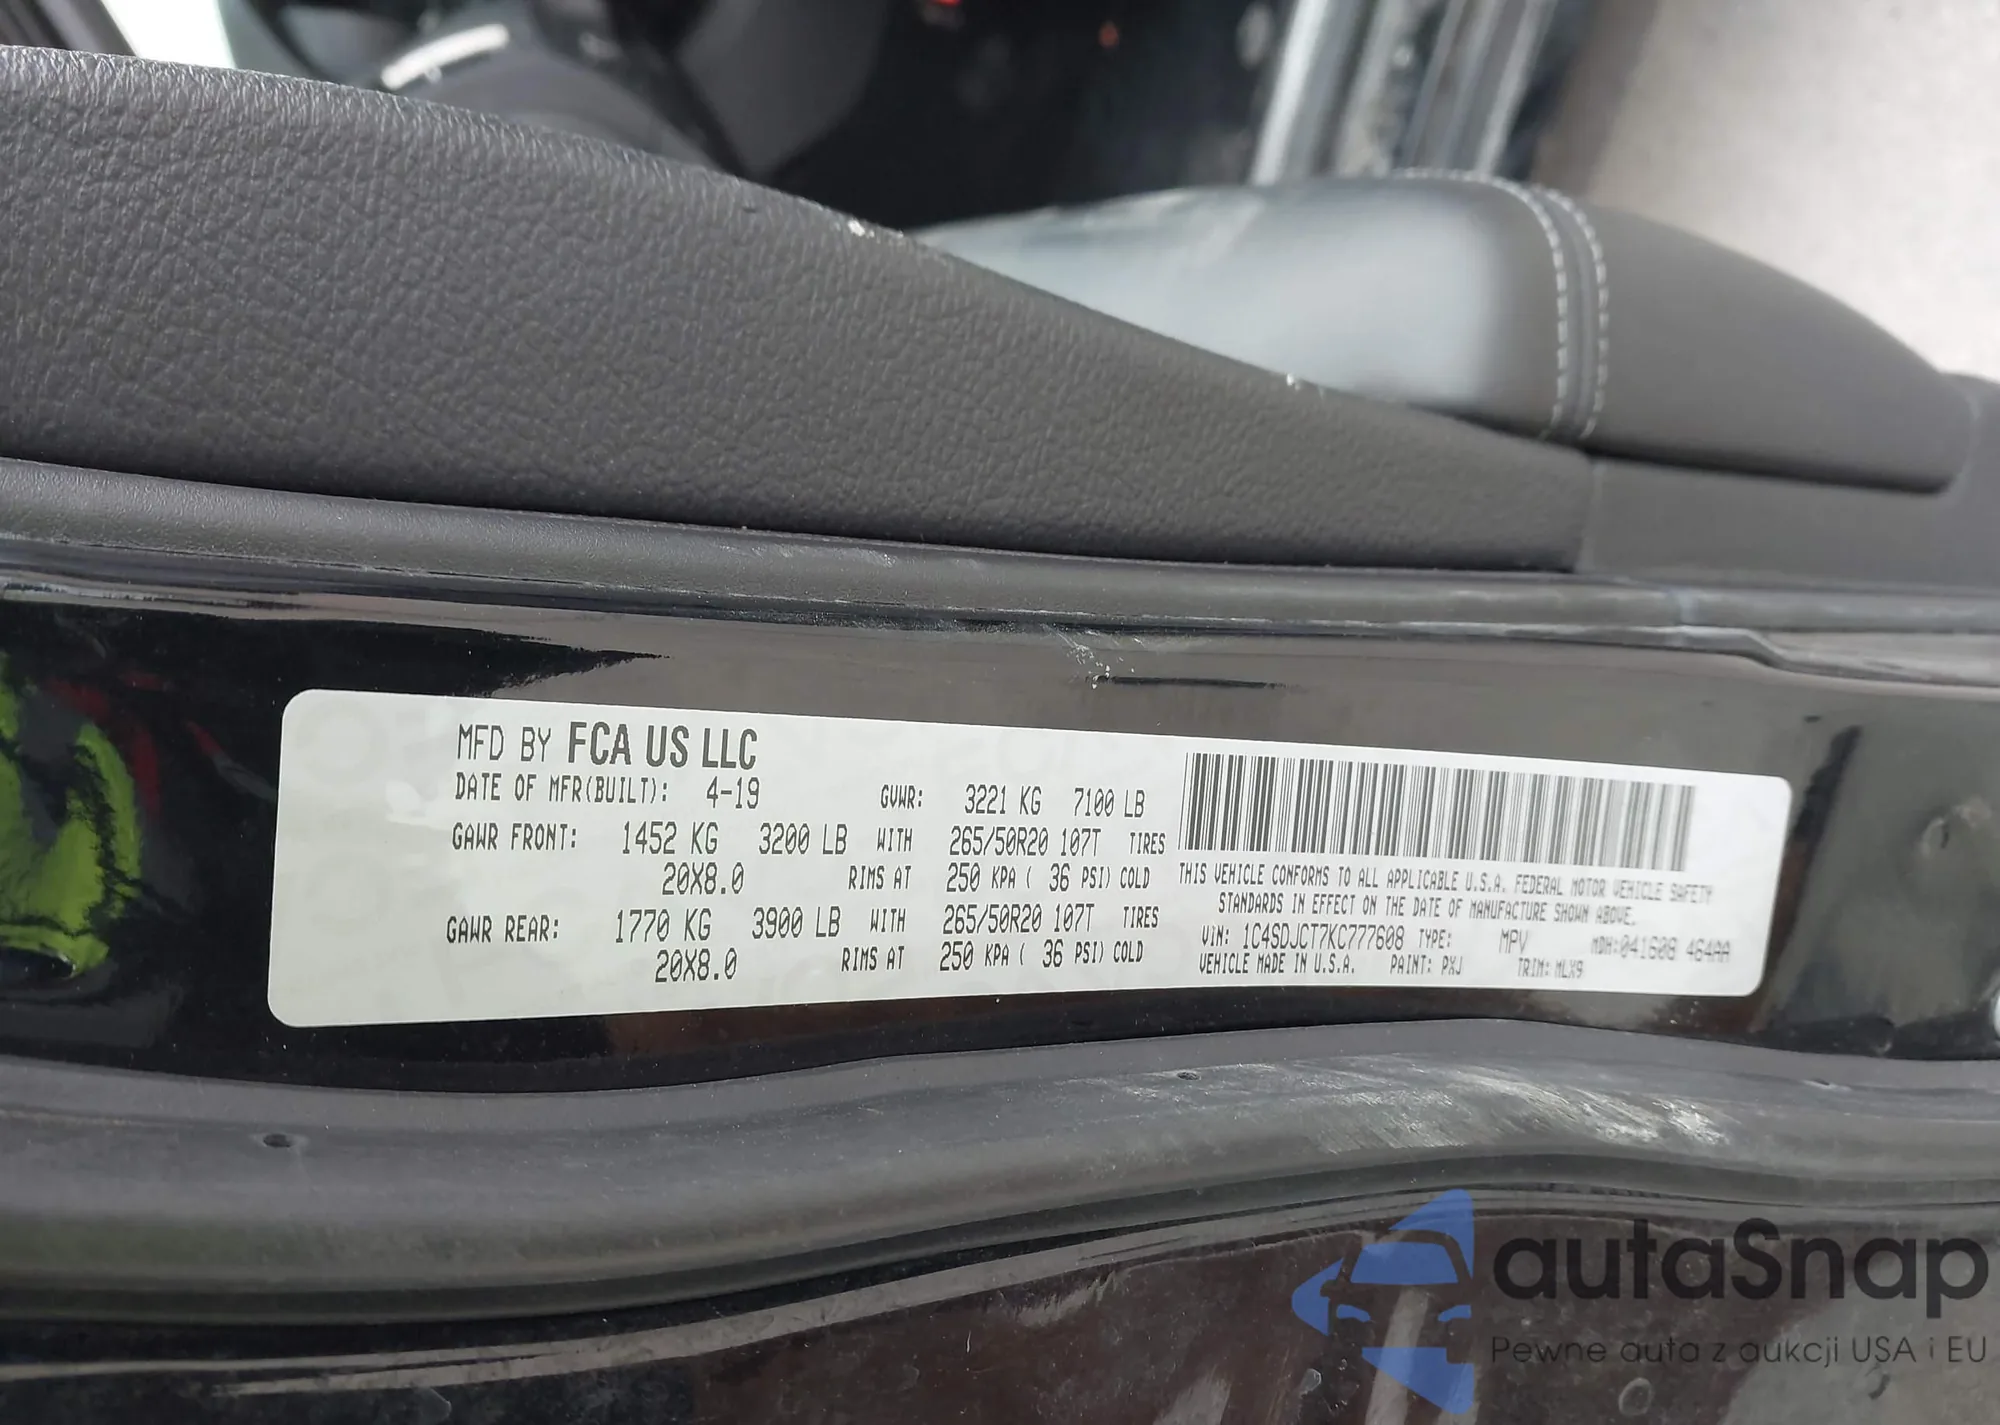 MFD BY FCA US LLC
DATE OF MFR(BUILT): 4-19 GVWR: 3221 KG 7100 LB
GAWR FRONT: 1452 KG 3200 LB WITH 265/50R20 107T TIRES
20X8.0 RIMS AT 250 KPA ( 36 PSI) COLD
GAWR REAR: 1770 KG 3900 LB WITH 265/50R20 107T TIRES
20X8.0 RIMS AT 250 KPA ( 36 PSI) COLD
THIS VEHICLE CONFORMS TO ALL APPLICABLE U.S.A. FEDERAL MOTOR VEHICLE SAFETY
STANDARDS IN EFFECT ON THE DATE OF MANUFACTURE SHOWN ABOVE.
VIN: 1C4SDJCT7KC777608 TYPE: MPV MDH:041608 464AA
VEHICLE MADE IN U.S.A. PAINT: PXJ TRIM: MLX9
autaSnap
Pewne auta z aukcji USA i EU